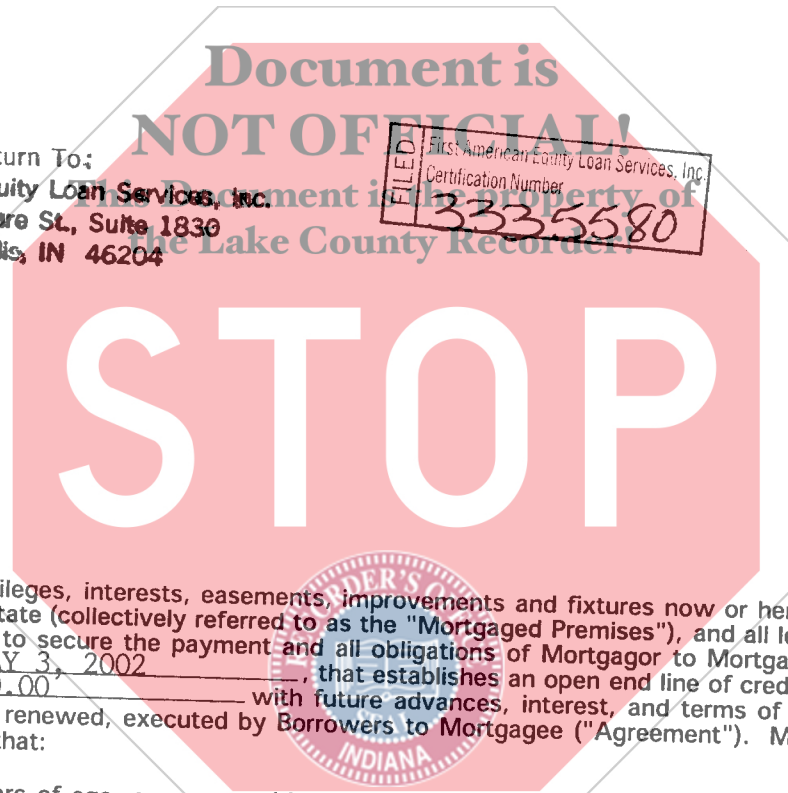 Document is
NOT OFFICIAL!
This Document is the property of
the Lake County Recorder!
turn To:
uity Loan Services, Inc.
are St., Suite 1830
lis, IN 46204
FILED
First American Equity Loan Services, Inc.
Certification Number
3335580
STOP
ileges, interests, easements, improvements and fixtures now or her
tate (collectively referred to as the "Mortgaged Premises"), and all le
to secure the payment and all obligations of Mortgagor to Mortga
Y 3, 2002, that establishes an open end line of cred
0.00 with future advances, interest, and terms of
renewed, executed by Borrowers to Mortgagee ("Agreement"). M
that:
RECORDER'S
INDIANA